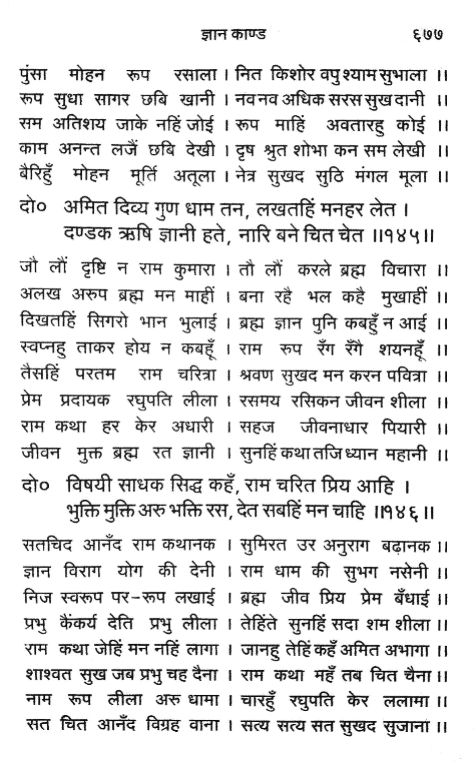 ज्ञान काण्ड ६७७
पुंसा मोहन रूप रसाला । नित किशोर वपु श्याम सुभाला ।।
रूप सुधा सागर छबि खानी । नव नव अधिक सरस सुख दानी ।।
सम अतिशय जाके नहिं जोई । रूप माहिं अवतारहु कोई ।।
काम अनन्त लजैं छबि देखी । दृष श्रुत शोभा कन सम लेखी ।।
बैरिहुँ मोहन मूर्ति अतूला । नेत्र सुखद सुठि मंगल मूला ।।
दो० अमित दिव्य गुण धाम तन, लखतहिं मनहर लेत ।
दण्डक ऋषि ज्ञानी हते, नारि बने चित चेत ।।१४५।।
जौ लौं दृष्टि न राम कुमारा । तौ लौं करले ब्रह्म विचारा ।।
अलख अरुप ब्रह्म मन माहीं । बना रहै भल कहै मुखाहीं ।।
दिखतहिं सिगरो भान भुलाई । ब्रह्म ज्ञान पुनि कबहुँ न आई ।।
स्वप्नहु ताकर होय न कबहूँ । राम रूप रँग रँगै शयनहूँ ।।
तैसहिं परतम राम चरित्रा । श्रवण सुखद मन करन पवित्रा ।।
प्रेम प्रदायक रघुपति लीला । रसमय रसिकन जीवन शीला ।।
राम कथा हर केर अधारी । सहज जीवनाधार पियारी ।।
जीवन मुक्त ब्रह्म रत ज्ञानी । सुनहिं कथा तजि ध्यान महानी ।।
दो० विषयी साधक सिद्ध कहँ, राम चरित प्रिय आहि ।
भुक्ति मुक्ति अरु भक्ति रस, देत सबहिं मन चाहि ।।१४६।।
सतचिद आनँद राम कथानक । सुमिरत उर अनुराग बढ़ानक ।।
ज्ञान विराग योग की देनी । राम धाम की सुभग नसेनी ।।
निज स्वरूप पर-रूप लखाई । ब्रह्म जीव प्रिय प्रेम बँधाई ।।
प्रभु कैंकर्य देति प्रभु लीला । तेहिंते सुनहिं सदा शम शीला ।।
राम कथा जेहिं मन नहिं लागा । जानहु तेहिं कहँ अमित अभागा ।।
शाश्वत सुख जब प्रभु चह दैना । राम कथा महँ तब चित चैना ।।
नाम रूप लीला अरु धामा । चारहुँ रघुपति केर ललामा ।।
सत चित आनँद विग्रह वाना । सत्य सत्य सत सुखद सुजाना ।।